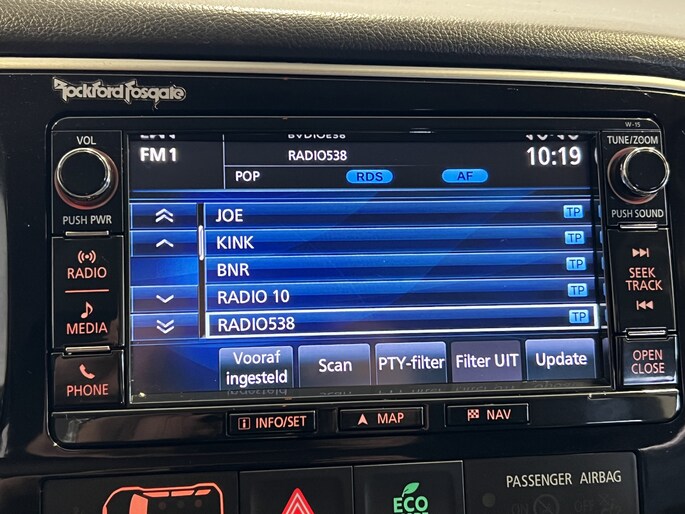 Rockford Fosgate
W-15
VOL
PUSH PWR
RADIO
MEDIA
PHONE
FM1
RADIO538
10:19
POP RDS AF
JOE TP
KINK TP
BNR TP
RADIO 10 TP
RADIO538 TP
Vooraf ingesteld
Scan
PTY-filter
Filter UIT
Update
TUNE/ZOOM
PUSH SOUND
SEEK
TRACK
OPEN
CLOSE
INFO/SET
MAP
NAV
ECO
PASSENGER AIRBAG